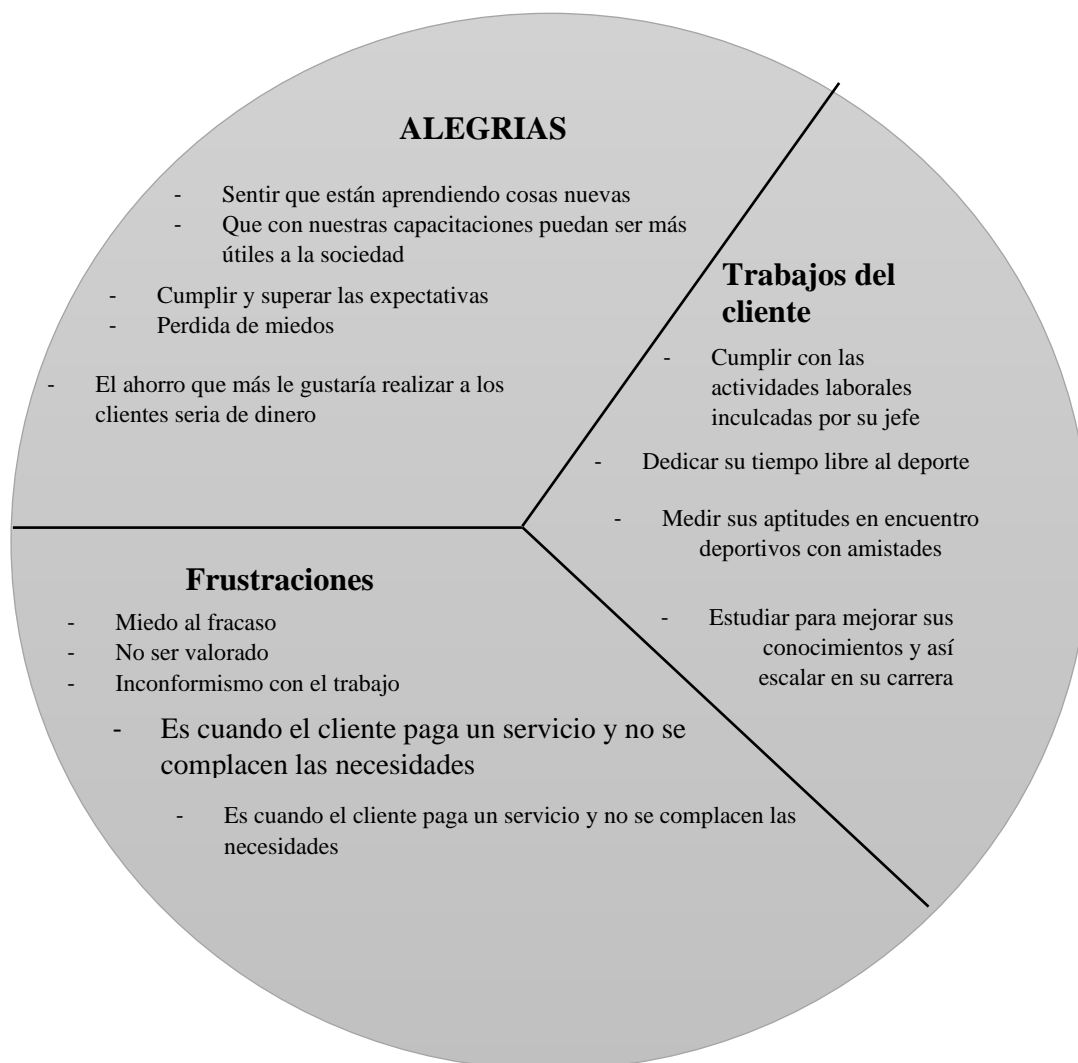 ALEGRIAS
- Sentir que están aprendiendo cosas nuevas
- Que con nuestras capacitaciones puedan ser más
útiles a la sociedad
- Cumplir y superar las expectativas
- Perdida de miedos
- El ahorro que más le gustaría realizar a los
clientes seria de dinero
Trabajos del
cliente
- Cumplir con las
actividades laborales
inculcadas por su jefe
- Dedicar su tiempo libre al deporte
- Medir sus aptitudes en encuentro
deportivos con amistades
- Estudiar para mejorar sus
conocimientos y así
escalar en su carrera
Frustraciones
- Miedo al fracaso
- No ser valorado
- Inconformismo con el trabajo
- Es cuando el cliente paga un servicio y no se
complacen las necesidades
- Es cuando el cliente paga un servicio y no se complacen las
necesidades